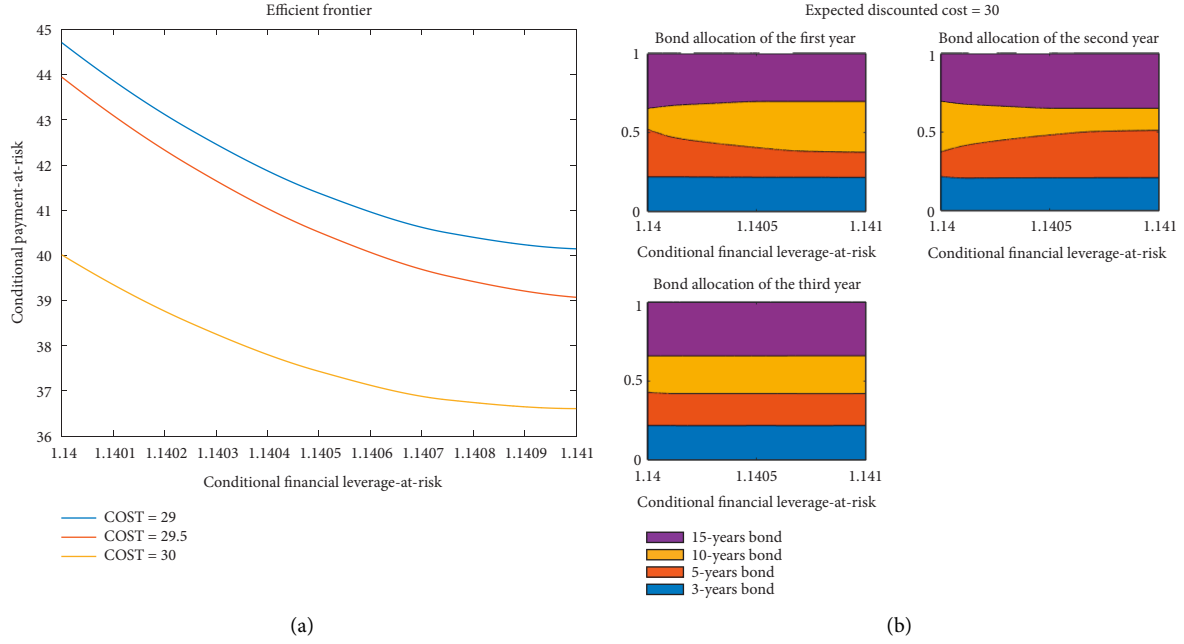 Efficient frontier
45
44
43
42
41
40
39
38
37
36
Conditional payment-at-risk
1.14 1.1401 1.1402 1.1403 1.1404 1.1405 1.1406 1.1407 1.1408 1.1409 1.141
Conditional financial leverage-at-risk
COST = 29
COST = 29.5
COST = 30
(a)
Expected discounted cost = 30
Bond allocation of the first year
1
0.5
0
1.14 1.1405 1.141
Conditional financial leverage-at-risk
Bond allocation of the second year
1
0.5
0
1.14 1.1405 1.141
Conditional financial leverage-at-risk
Bond allocation of the third year
1
0.5
0
1.14 1.1405 1.141
Conditional financial leverage-at-risk
15-years bond
10-years bond
5-years bond
3-years bond
(b)